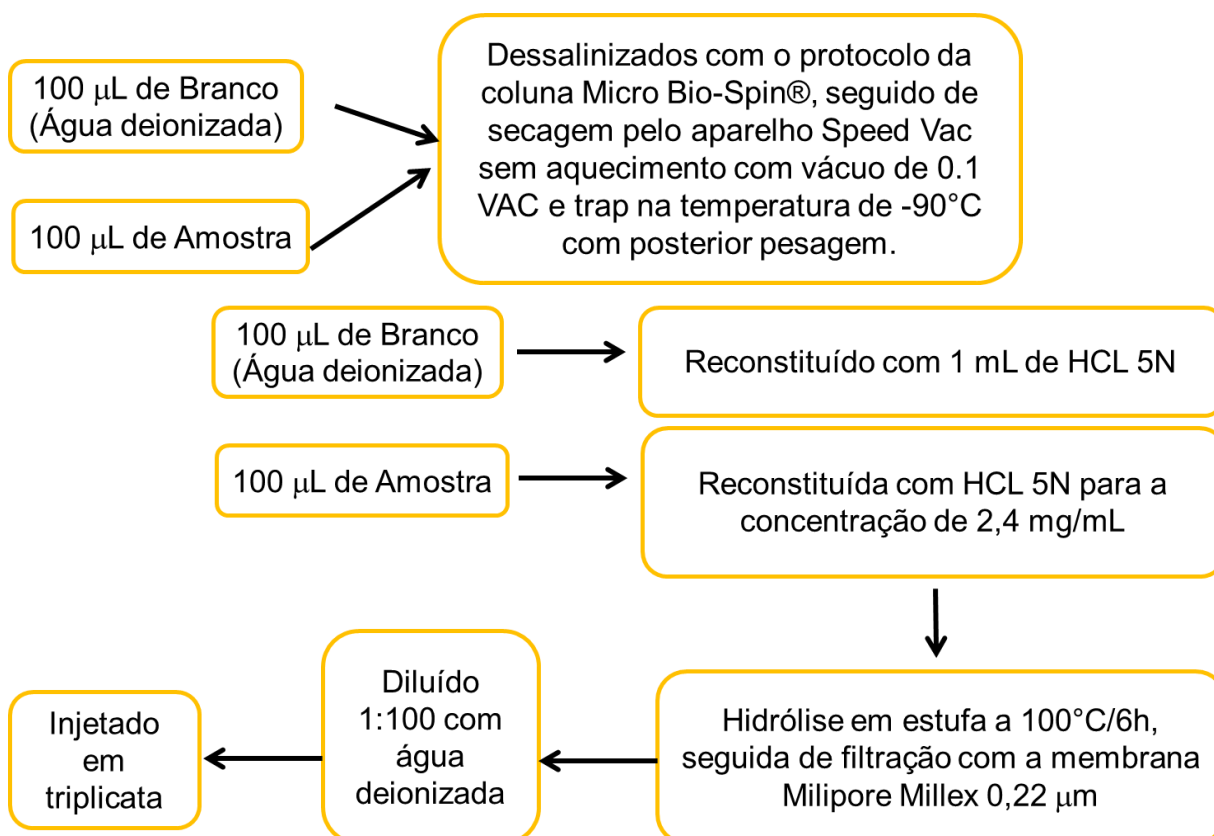 100 μL de Branco
(Água deionizada)
100 μL de Amostra
Dessalinizados com o protocolo da
coluna Micro Bio-Spin®, seguido de
secagem pelo aparelho Speed Vac
sem aquecimento com vácuo de 0.1
VAC e trap na temperatura de -90°C
com posterior pesagem.
100 μL de Branco
(Água deionizada)
Reconstituído com 1 mL de HCL 5N
100 μL de Amostra
Reconstituída com HCL 5N para a
concentração de 2,4 mg/mL
Hidrólise em estufa a 100°C/6h,
seguida de filtração com a membrana
Milipore Millex 0,22 μm
Diluído
1:100 com
água
deionizada
Injetado
em
triplicata